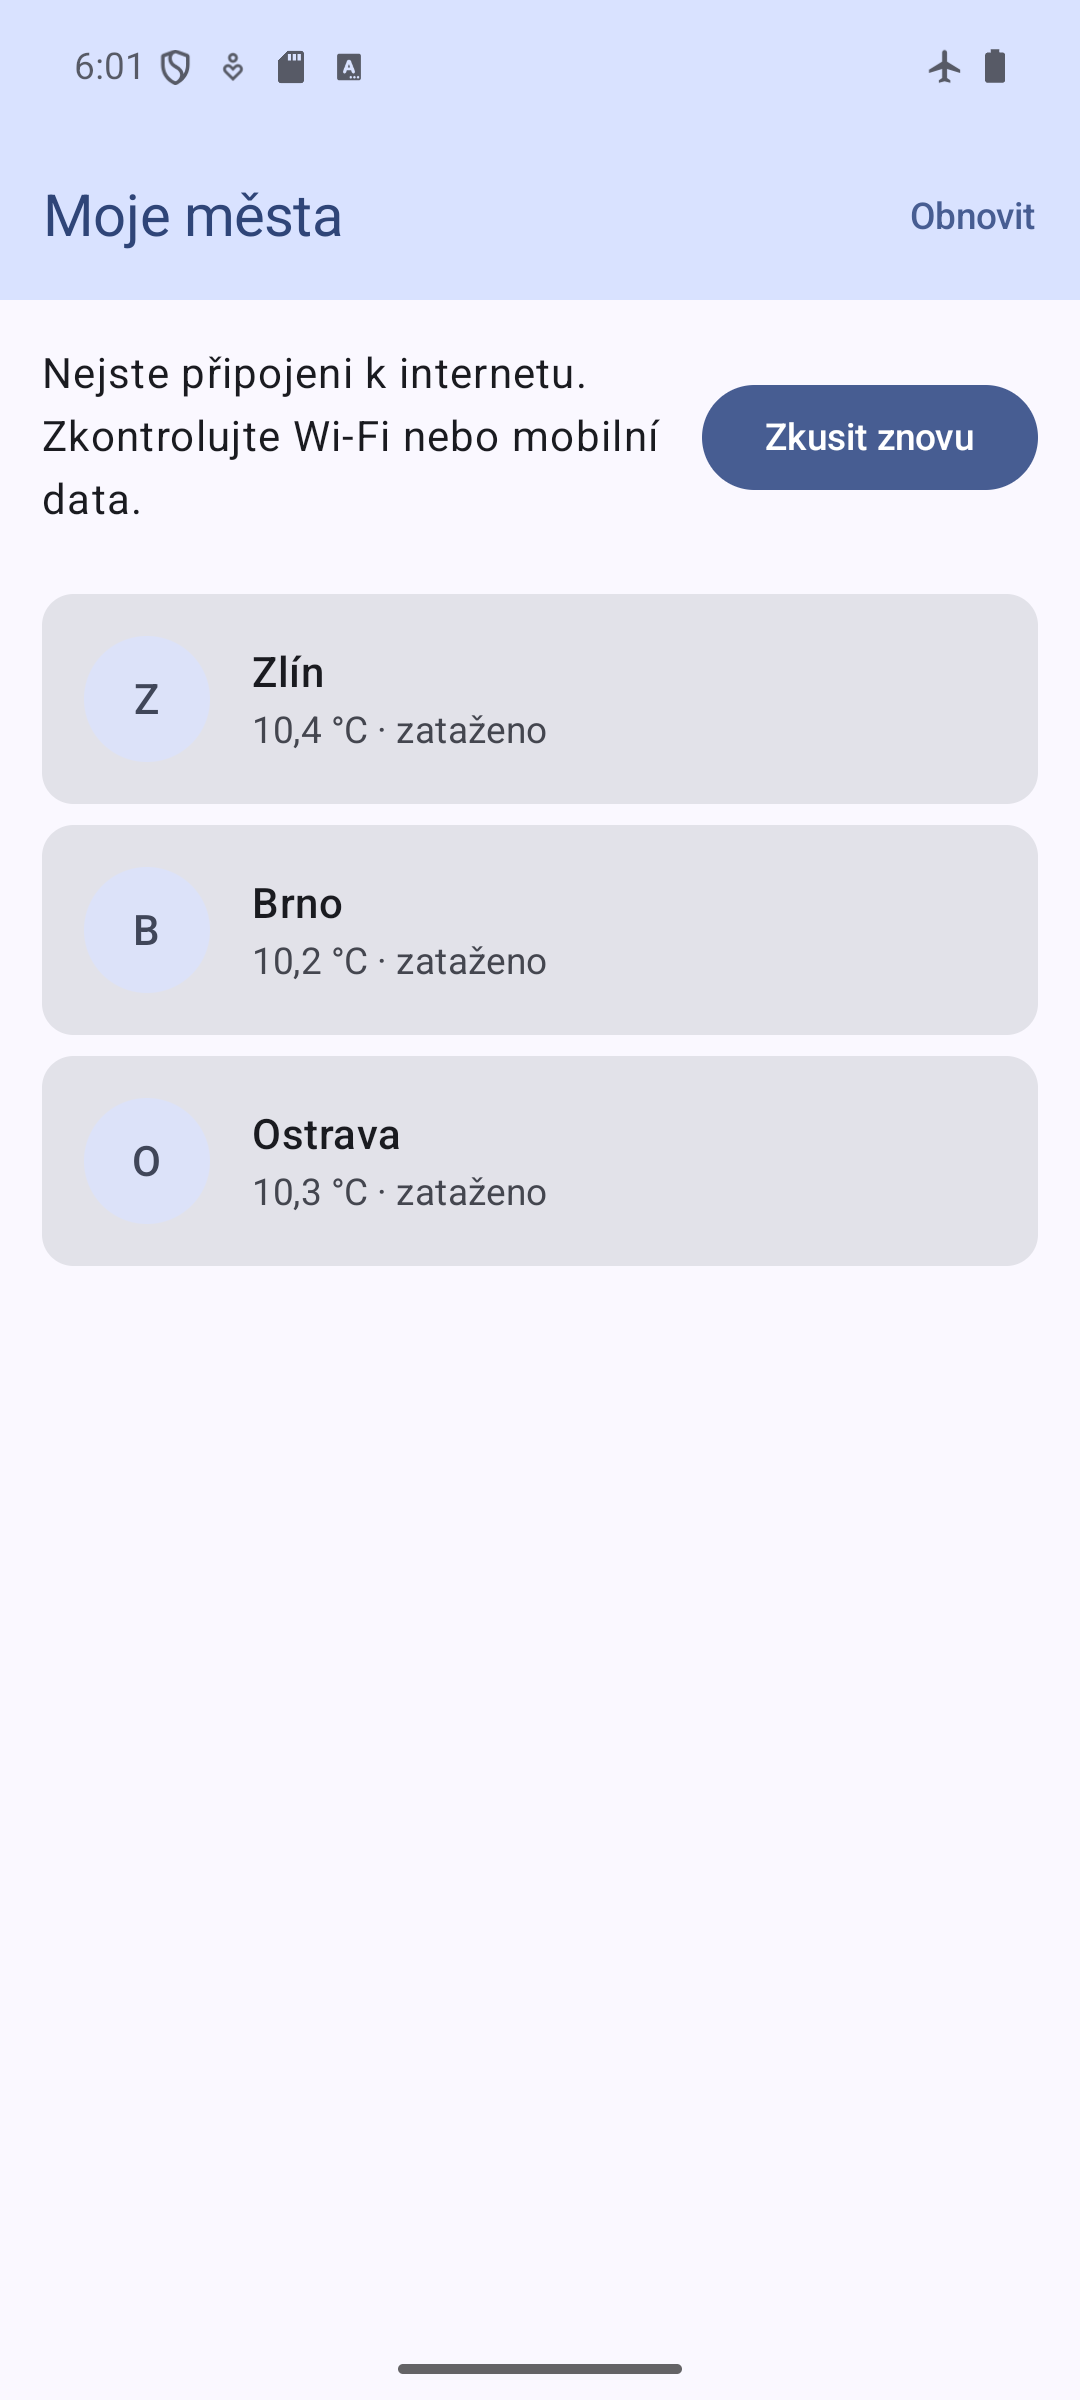 6:01
Moje města
Obnovit
Nejste připojeni k internetu.
Zkontrolujte Wi-Fi nebo mobilní
data.
Zkusit znovu
Z
Zlín
10,4 °C · zataženo
B
Brno
10,2 °C · zataženo
O
Ostrava
10,3 °C · zataženo